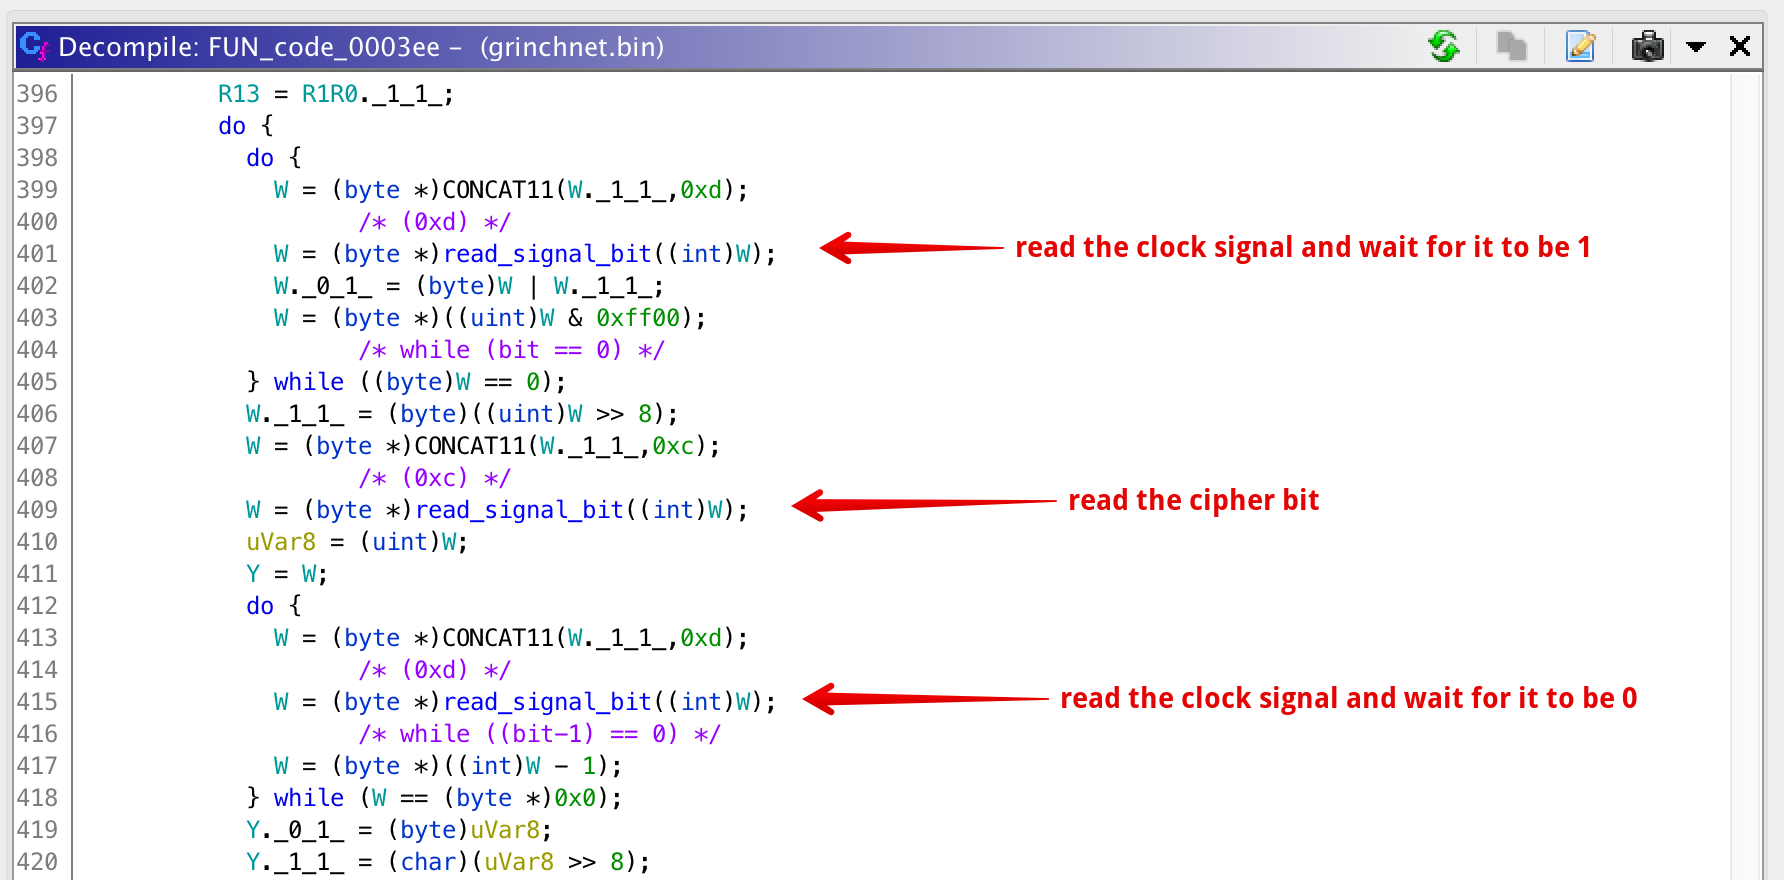 Decompile: FUN_code_0003ee – (grinchnet.bin)
396 R13 = R1R0._1_1_;
397 do {
398 do {
399 W = (byte *)CONCAT11(W._1_1_,0xd);
400 /* (0xd) */
401 W = (byte *)read_signal_bit((int)W); read the clock signal and wait for it to be 1
402 W._0_1_ = (byte)W | W._1_1_;
403 W = (byte *)((uint)W & 0xff00);
404 /* while (bit == 0) */
405 } while ((byte)W == 0);
406 W._1_1_ = (byte)((uint)W >> 8);
407 W = (byte *)CONCAT11(W._1_1_,0xc);
408 /* (0xc) */
409 W = (byte *)read_signal_bit((int)W); read the cipher bit
410 uVar8 = (uint)W;
411 Y = W;
412 do {
413 W = (byte *)CONCAT11(W._1_1_,0xd);
414 /* (0xd) */
415 W = (byte *)read_signal_bit((int)W); read the clock signal and wait for it to be 0
416 /* while ((bit-1) == 0) */
417 W = (byte *)((int)W - 1);
418 } while (W == (byte *)0x0);
419 Y._0_1_ = (byte)uVar8;
420 Y._1_1_ = (char)(uVar8 >> 8);